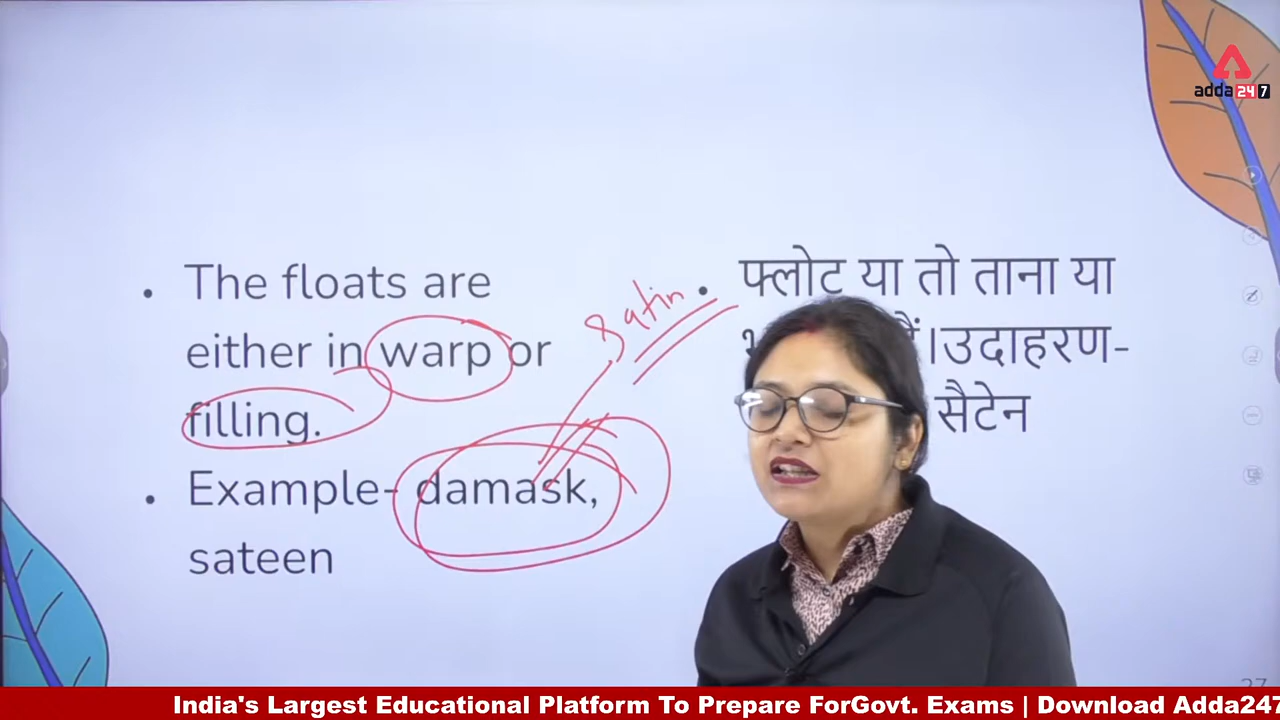 adda247
The floats are
either in warp or
filling.
Example- damask,
sateen
satin
फ्लोट या तो ताना या
हैं।उदाहरण-
सैटेन
27
India's Largest Educational Platform To Prepare ForGovt. Exams | Download Adda247